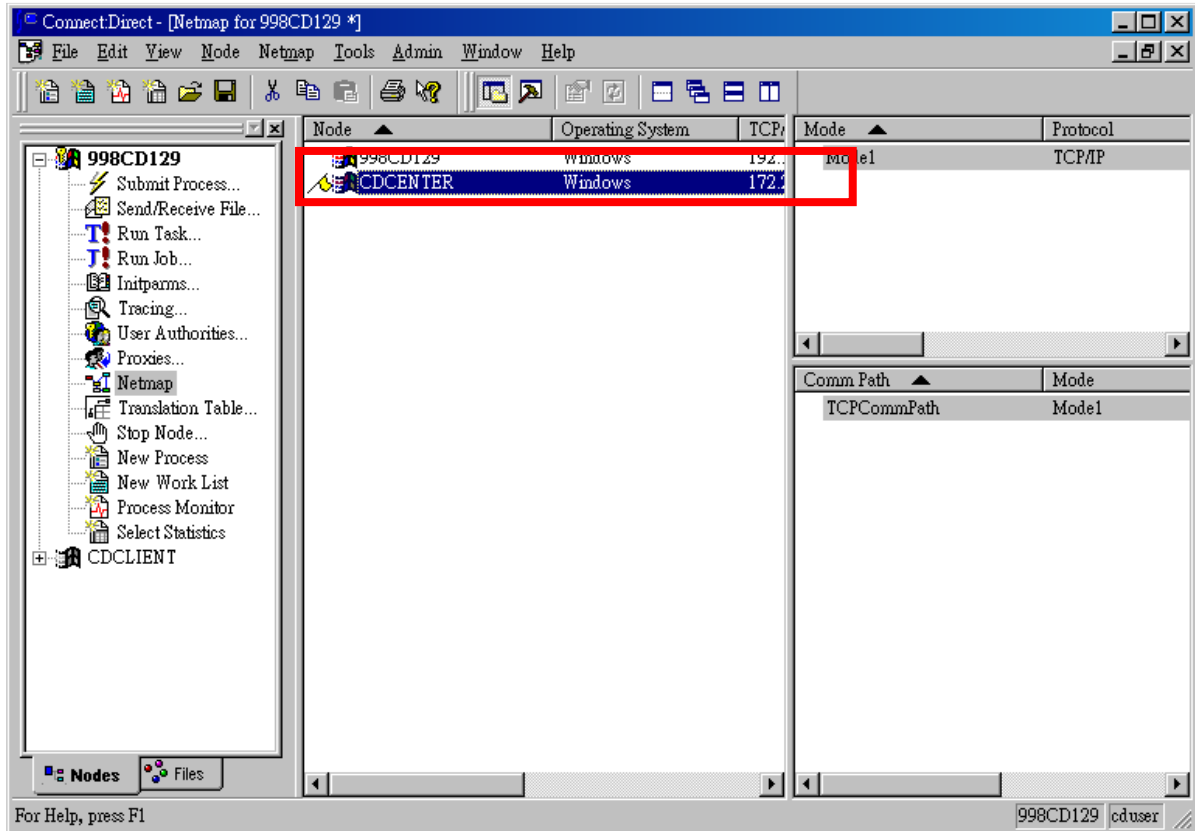 Connect:Direct - [Netmap for 998CD129 *]
File Edit View Node Netmap Tools Admin Window Help
998CD129
Submit Process...
Send/Receive File...
Run Task...
Run Job...
Initparms...
Tracing...
User Authorities...
Proxies...
Netmap
Translation Table...
Stop Node...
New Process
New Work List
Process Monitor
Select Statistics
CDCLIENT
Nodes Files
Node Operating System TCP/
998CD129 Windows 192..
CDCENTER Windows 172.2
Mode Protocol
Mode1 TCP/IP
Comm Path Mode
TCPCommPath Mode1
For Help, press F1
998CD129 cduser